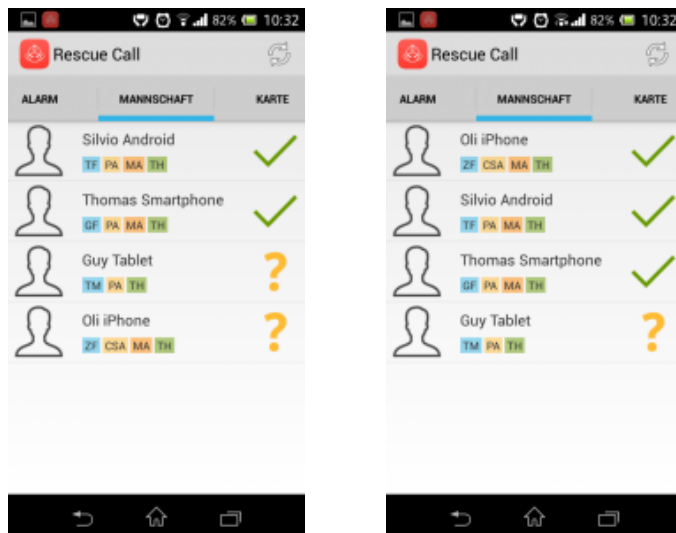 82% 10:32
Rescue Call
ALARM MANNSCHAFT KARTE
Silvio Android
TF PA MA TH
Thomas Smartphone
GF PA MA TH
Guy Tablet
TM PA TH
?
Oli iPhone
ZF CSA MA TH
?
82% 10:32
Rescue Call
ALARM MANNSCHAFT KARTE
Oli iPhone
ZF CSA MA TH
Silvio Android
TF PA MA TH
Thomas Smartphone
GF PA MA TH
Guy Tablet
TM PA TH
?